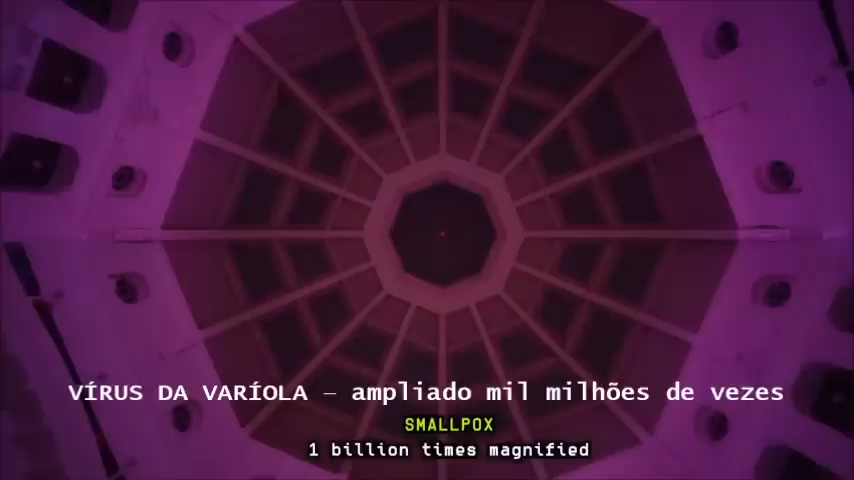 VÍRUS DA VARÍOLA – ampliado mil milhões de vezes
SMALLPOX
1 billion times magnified